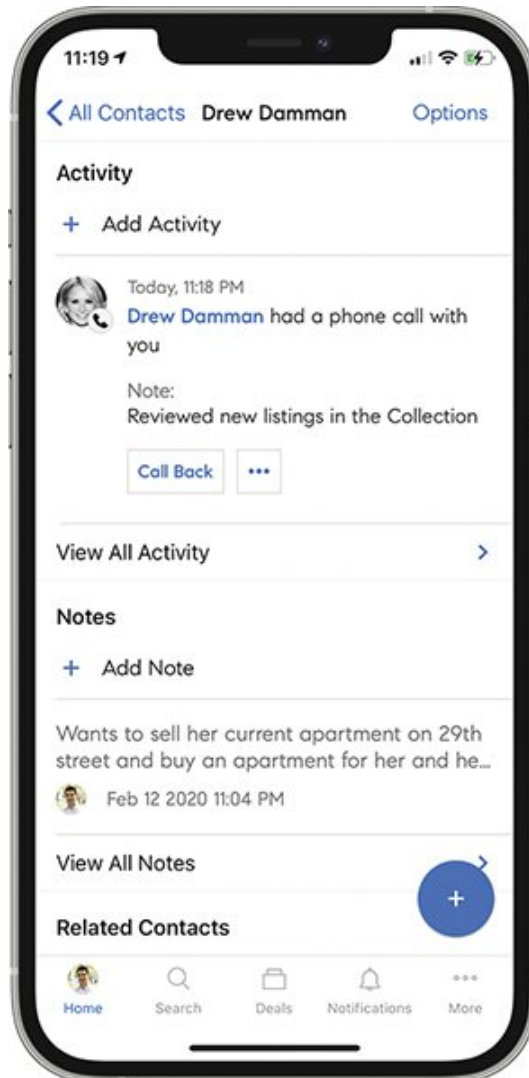 11:19
All Contacts Drew Damman Options
Activity
+ Add Activity
Today, 11:18 PM
Drew Damman had a phone call with
you
Note:
Reviewed new listings in the Collection
Call Back •••
View All Activity
Notes
+ Add Note
Wants to sell her current apartment on 29th
street and buy an apartment for her and he...
Feb 12 2020 11:04 PM
View All Notes
+
Related Contacts
Home Search Deals Notifications More